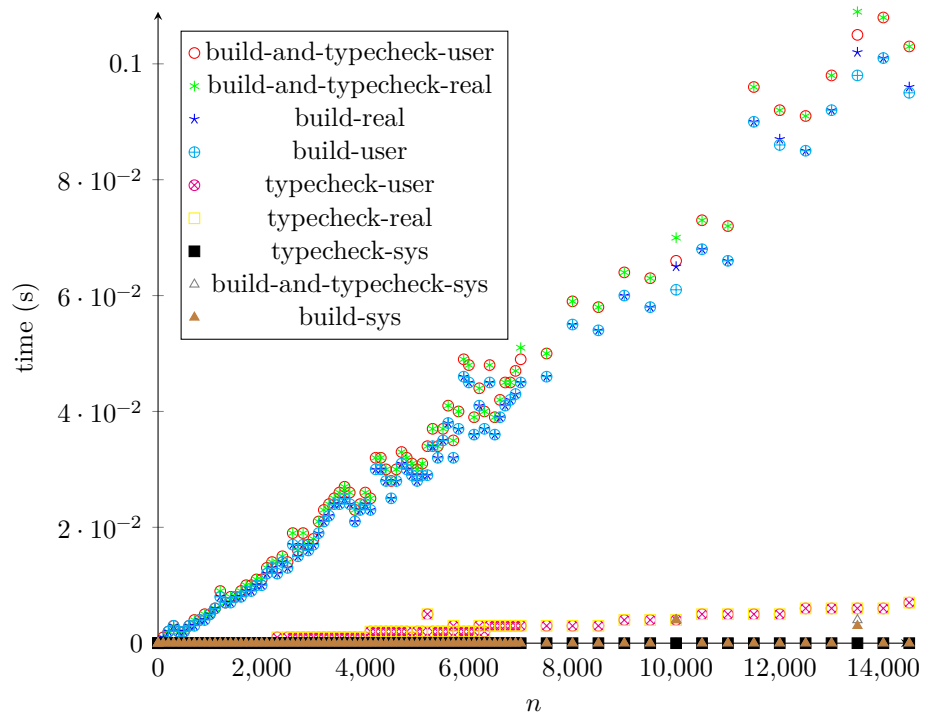 build-and-typecheck-user
build-and-typecheck-real
build-real
build-user
typecheck-user
typecheck-real
typecheck-sys
build-and-typecheck-sys
build-sys
0.1
8 · 10⁻²
6 · 10⁻²
4 · 10⁻²
2 · 10⁻²
0
time (s)
0 2,000 4,000 6,000 8,000 10,000 12,000 14,000
n